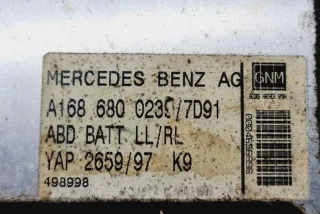 MERCEDES BENZ AG
GNM
A168 680 0239/7D91
ABD BATT LL/RL
YAP 2659/97 K9
498998